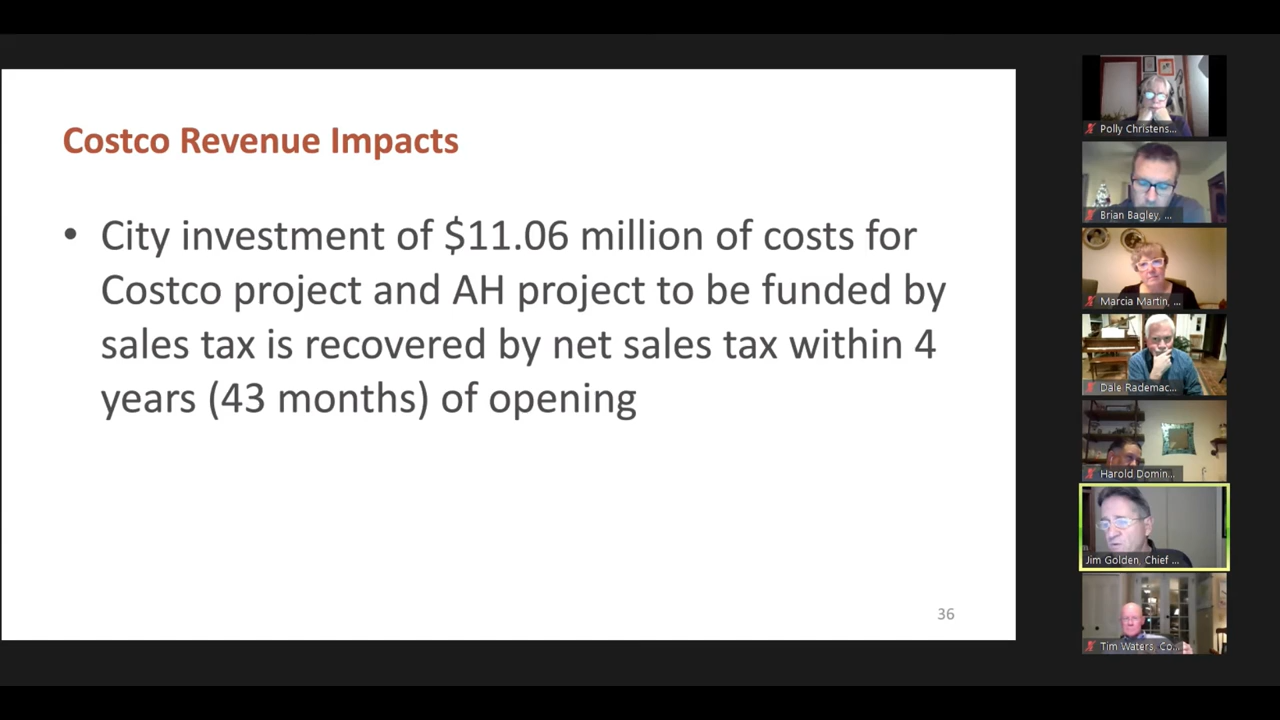 Costco Revenue Impacts
• City investment of $11.06 million of costs for
Costco project and AH project to be funded by
sales tax is recovered by net sales tax within 4
years (43 months) of opening
36
Polly Christens...
Brian Bagley, ...
Marcia Martin, ...
Dale Rademac...
Harold Domin...
Jim Golden, Chief ...
Tim Waters, Co...